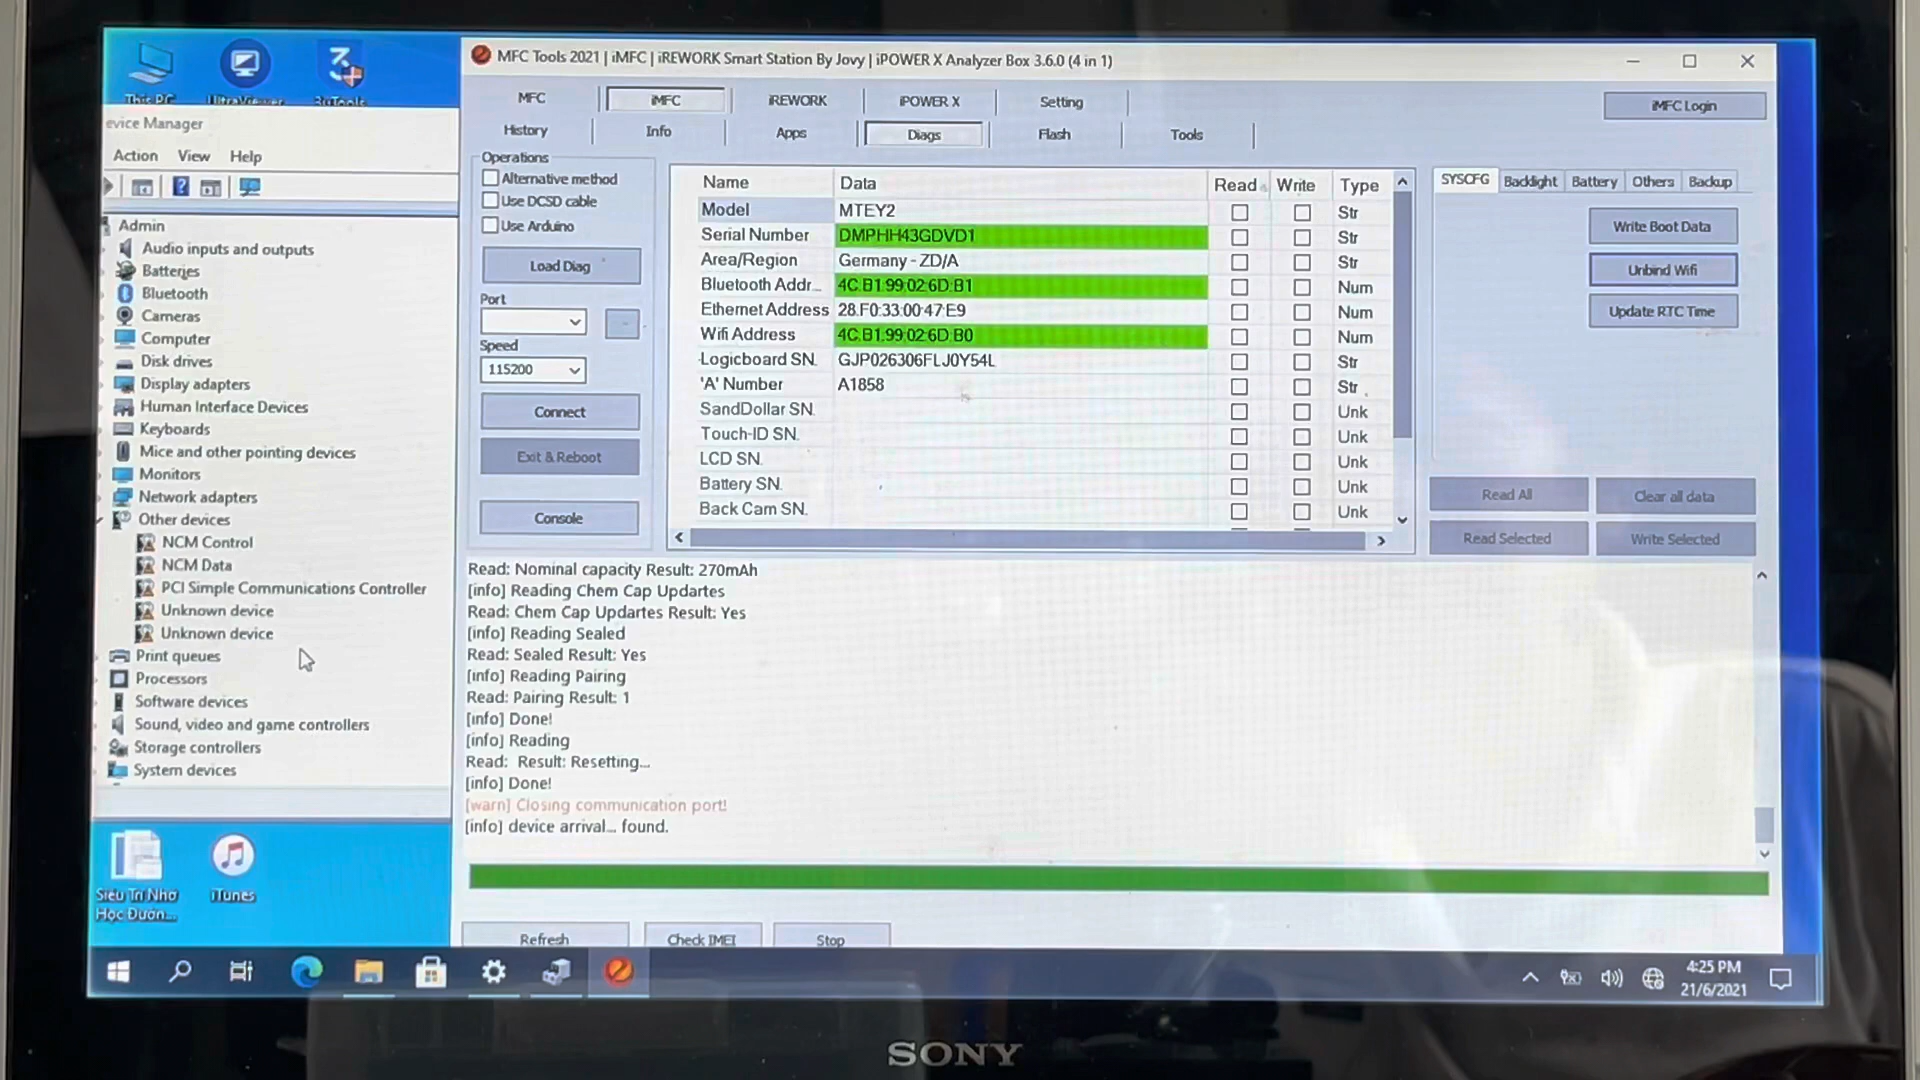 This PC
UltraViewer
3uTools
evice Manager
Action View Help
Admin
Audio inputs and outputs
Batteries
Bluetooth
Cameras
Computer
Disk drives
Display adapters
Human Interface Devices
Keyboards
Mice and other pointing devices
Monitors
Network adapters
Other devices
NCM Control
NCM Data
PCI Simple Communications Controller
Unknown device
Unknown device
Print queues
Processors
Software devices
Sound, video and game controllers
Storage controllers
System devices
Siêu Trí Nhớ
Học Đườn...
iTunes
MFC Tools 2021 | iMFC | iREWORK Smart Station By Jovy | iPOWER X Analyzer Box 3.6.0 (4 in 1)
MFC iMFC iREWORK iPOWER X Setting
iMFC Login
History Info Apps Diags Flash Tools
Operations
Alternative method
Use DCSD cable
Use Arduino
Load Diag
Port
-
Speed
115200
Connect
Exit & Reboot
Console
Name Data Read Write Type
Model MTEY2 Str
Serial Number DMPHH43GDVD1 Str
Area/Region Germany - ZD/A Str
Bluetooth Addr... 4C:B1:99:02:6D:B1 Num
Ethernet Address 28:F0:33:00:47:E9 Num
Wifi Address 4C:B1:99:02:6D:B0 Num
Logicboard SN. GJP026306FLJ0Y54L Str
'A' Number A1858 Str
SandDollar SN. Unk
Touch-ID SN. Unk
LCD SN. Unk
Battery SN. Unk
Back Cam SN. Unk
SYSCFG Backlight Battery Others Backup
Write Boot Data
Unbind Wifi
Update RTC Time
Read All Clear all data
Read Selected Write Selected
Read: Nominal capacity Result: 270mAh
[info] Reading Chem Cap Updartes
Read: Chem Cap Updartes Result: Yes
[info] Reading Sealed
Read: Sealed Result: Yes
[info] Reading Pairing
Read: Pairing Result: 1
[info] Done!
[info] Reading
Read: Result: Resetting...
[info] Done!
[warn] Closing communication port!
[info] device arrival... found.
Refresh Check IMEI Stop
4:25 PM
21/6/2021
SONY